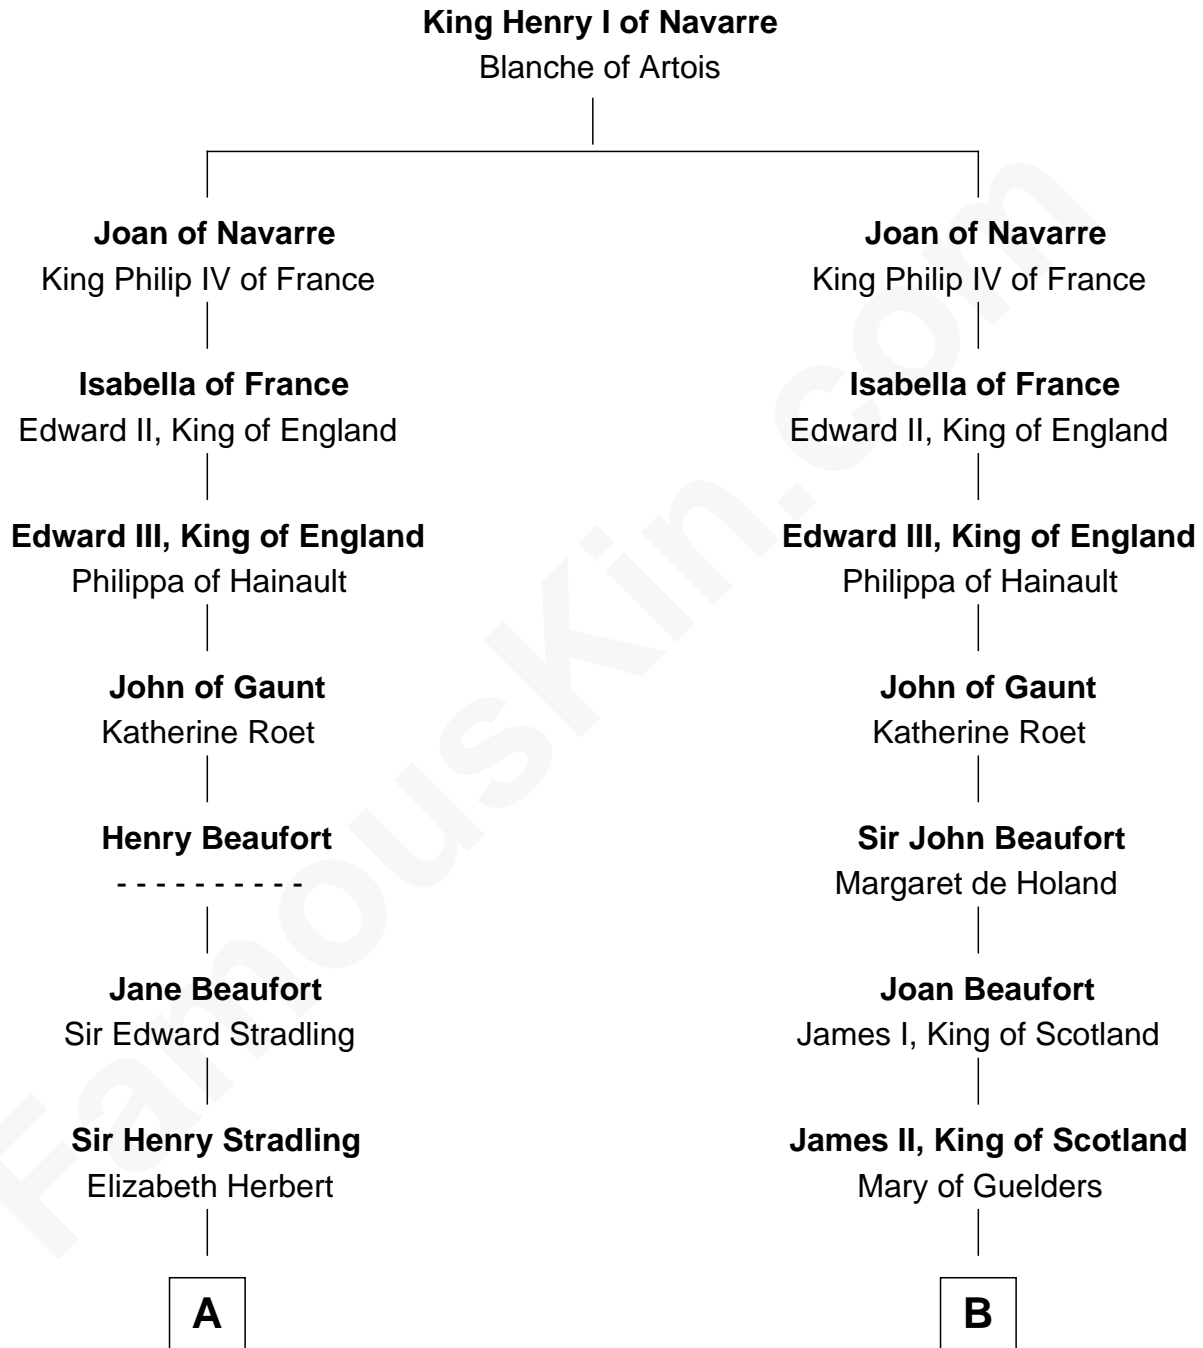 King Henry I of Navarre
Blanche of Artois
Joan of Navarre
King Philip IV of France
Isabella of France
Edward II, King of England
Edward III, King of England
Philippa of Hainault
John of Gaunt
Katherine Roet
Henry Beaufort
- - - - - - - - - -
Jane Beaufort
Sir Edward Stradling
Sir Henry Stradling
Elizabeth Herbert
A
Joan of Navarre
King Philip IV of France
Isabella of France
Edward II, King of England
Edward III, King of England
Philippa of Hainault
John of Gaunt
Katherine Roet
Sir John Beaufort
Margaret de Holand
Joan Beaufort
James I, King of Scotland
James II, King of Scotland
Mary of Guelders
B
FamousKin.com